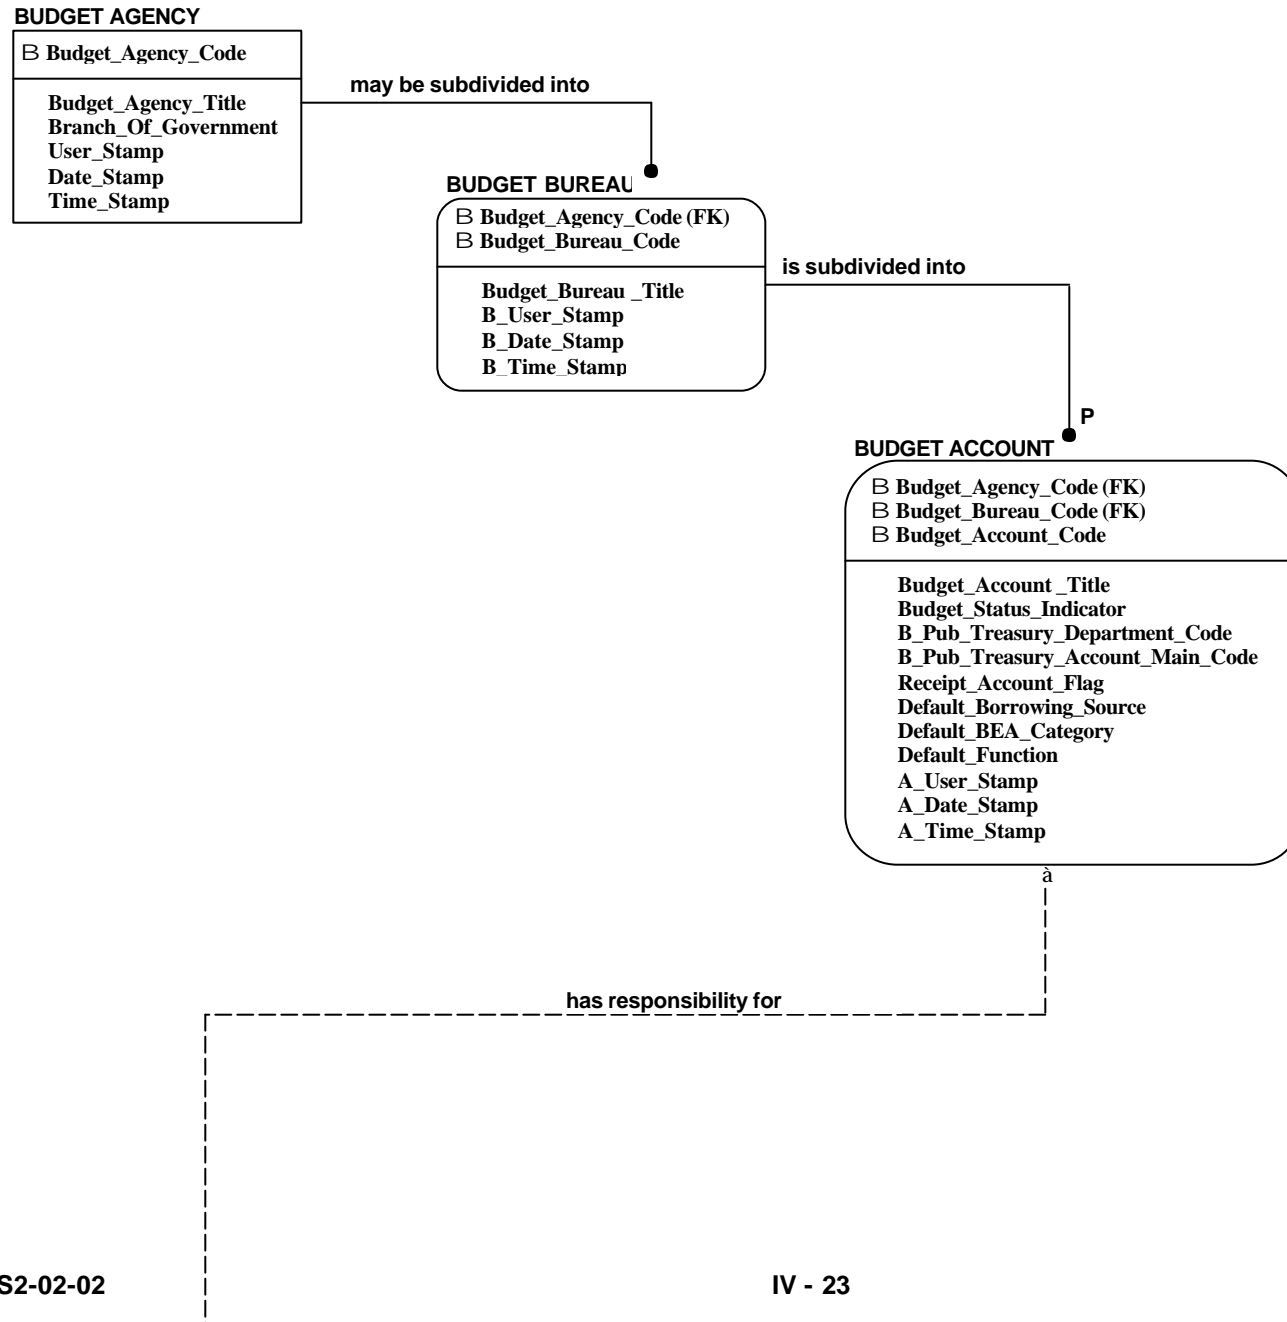 BUDGET AGENCY
B Budget_Agency_Code
Budget_Agency_Title
Branch_Of_Government
User_Stamp
Date_Stamp
Time_Stamp
may be subdivided into
BUDGET BUREAU
B Budget_Agency_Code (FK)
B Budget_Bureau_Code
Budget_Bureau _Title
B_User_Stamp
B_Date_Stamp
B_Time_Stamp
is subdivided into
P
BUDGET ACCOUNT
B Budget_Agency_Code (FK)
B Budget_Bureau_Code (FK)
B Budget_Account_Code
Budget_Account _Title
Budget_Status_Indicator
B_Pub_Treasury_Department_Code
B_Pub_Treasury_Account_Main_Code
Receipt_Account_Flag
Default_Borrowing_Source
Default_BEA_Category
Default_Function
A_User_Stamp
A_Date_Stamp
A_Time_Stamp
à
has responsibility for
S2-02-02
IV - 23